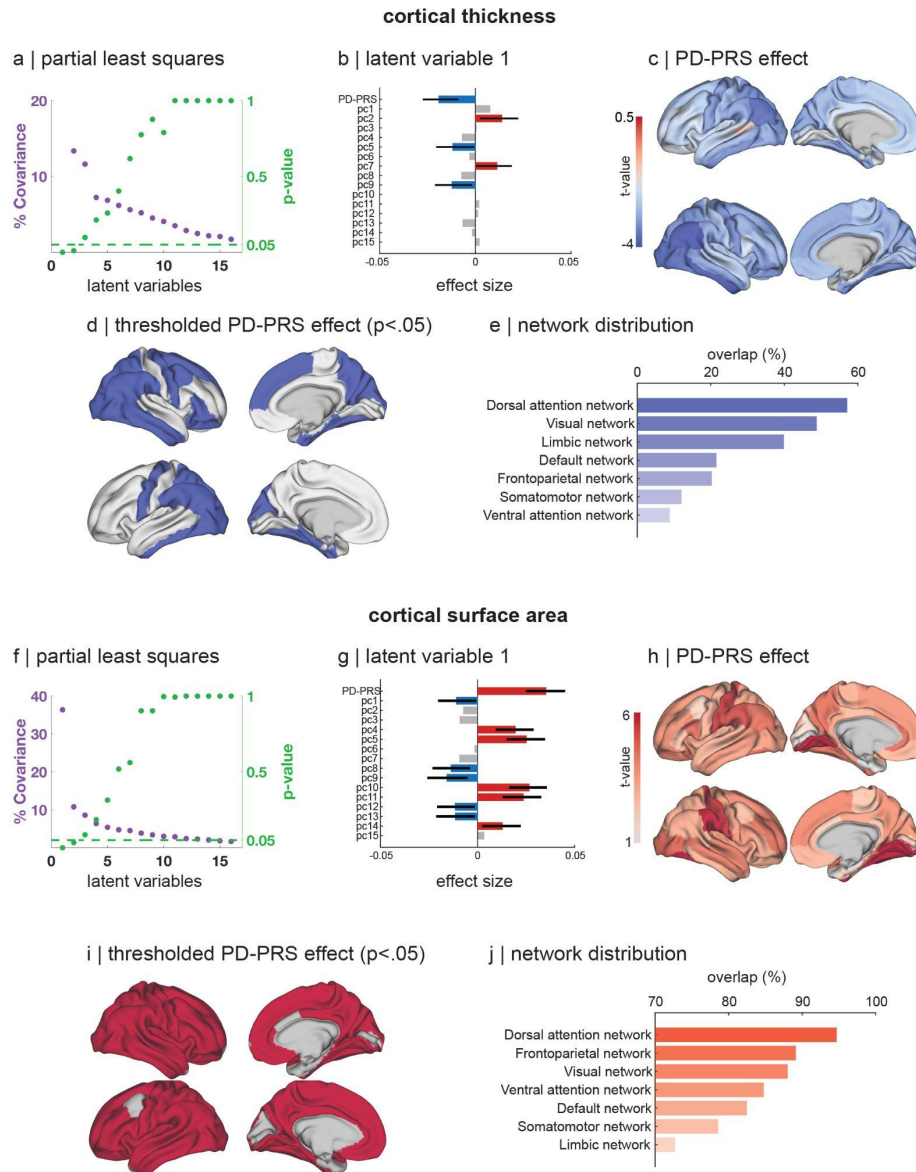 cortical thickness
a | partial least squares
% Covariance
20
10
1
0.5
0.05
p-value
5
10
15
latent variables
b | latent variable 1
PD-PRS
pc1
pc2
pc3
pc4
pc5
pc6
pc7
pc8
pc9
pc10
pc11
pc12
pc13
pc14
pc15
-0.05
0
0.05
effect size
c | PD-PRS effect
0.5
t-value
-4
d | thresholded PD-PRS effect (p<.05)
e | network distribution
overlap (%)
0
20
40
60
Dorsal attention network
Visual network
Limbic network
Default network
Frontoparietal network
Somatomotor network
Ventral attention network
cortical surface area
f | partial least squares
% Covariance
40
30
20
10
1
0.5
0.05
p-value
5
10
15
latent variables
g | latent variable 1
PD-PRS
pc1
pc2
pc3
pc4
pc5
pc6
pc7
pc8
pc9
pc10
pc11
pc12
pc13
pc14
pc15
-0.05
0
0.05
effect size
h | PD-PRS effect
6
t-value
1
i | thresholded PD-PRS effect (p<.05)
j | network distribution
overlap (%)
70
80
90
100
Dorsal attention network
Frontoparietal network
Visual network
Ventral attention network
Default network
Somatomotor network
Limbic network